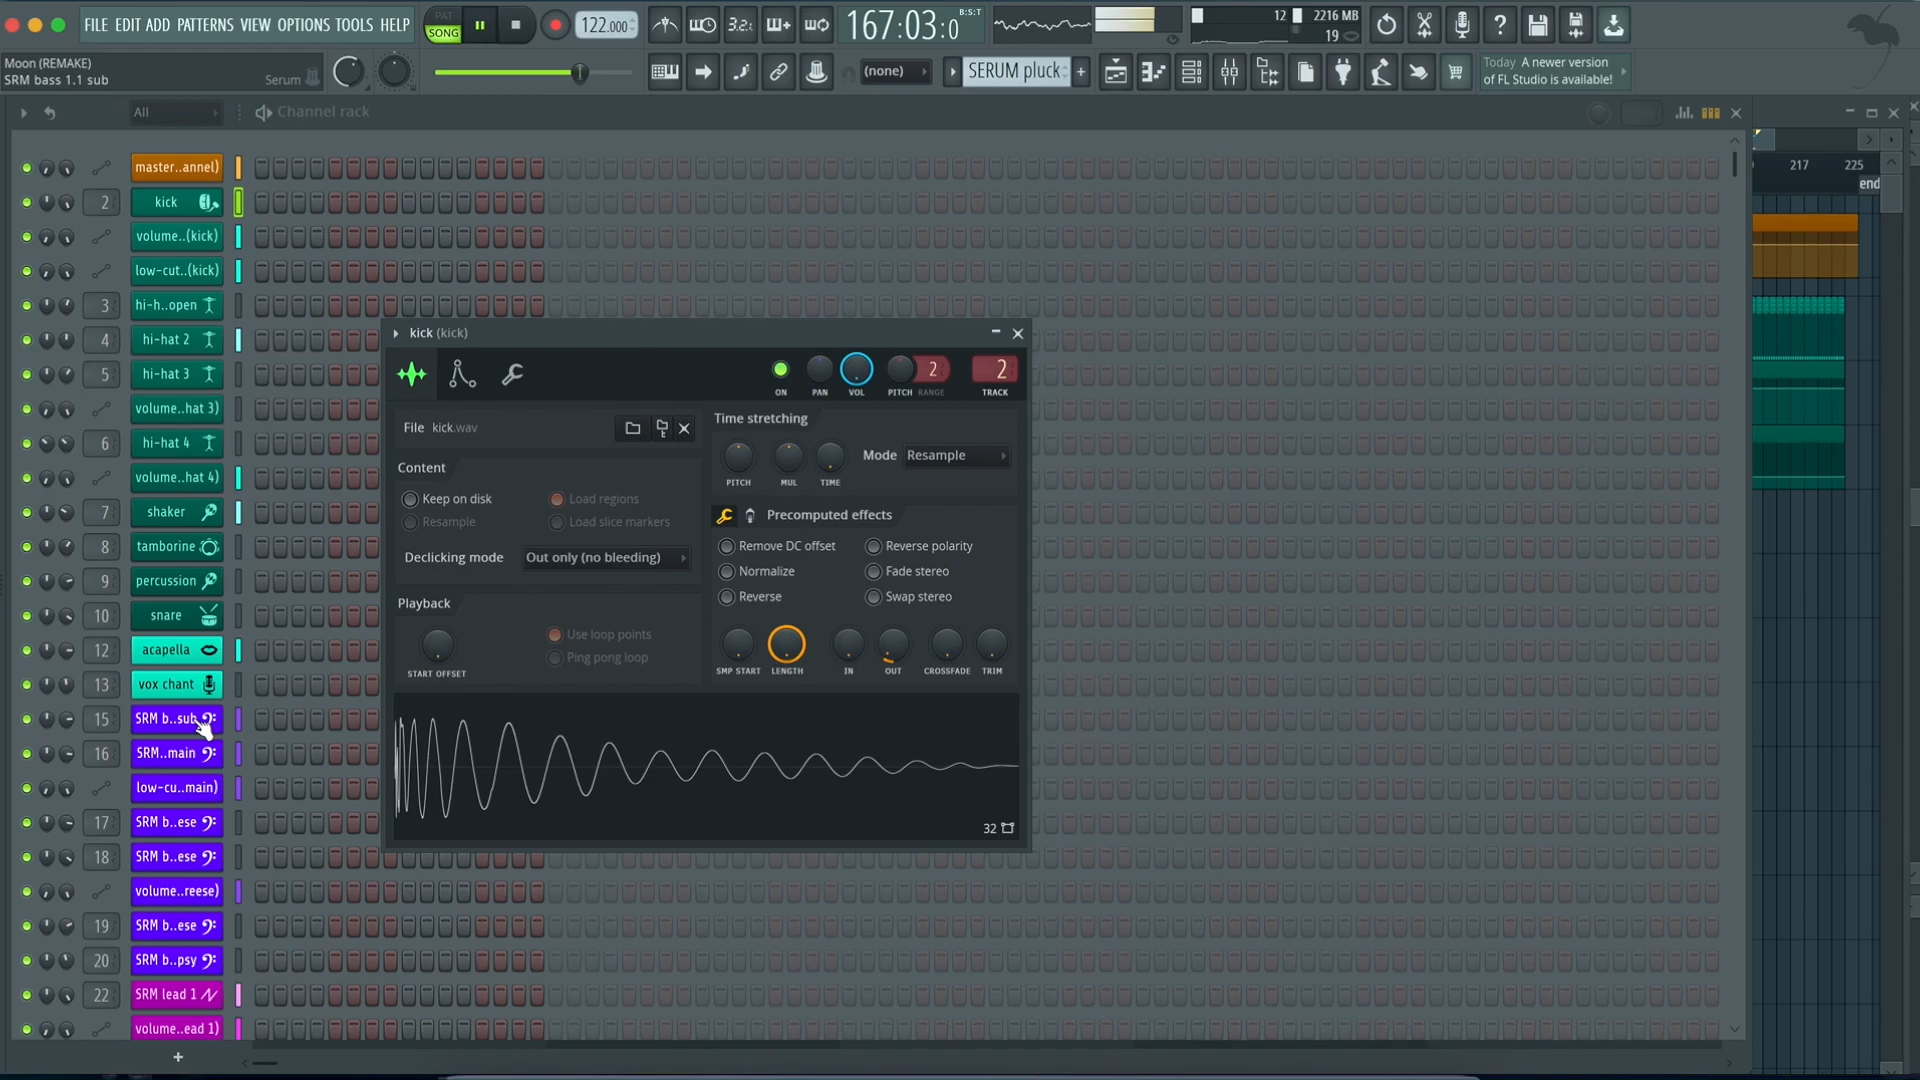 FILE EDIT ADD PATTERNS VIEW OPTIONS TOOLS HELP
PAT
SONG
122.000
3.2.
167:03:0
B:S:T
12
2216 MB
19
Moon (REMAKE)
SRM bass 1.1 sub
Serum
(none)
SERUM pluck
+
Today A newer version
of FL Studio is available!
All
Channel rack
217 225
end
master..annel)
2 kick
volume..(kick)
low-cut..(kick)
3 hi-h..open
4 hi-hat 2
5 hi-hat 3
volume..hat 3)
6 hi-hat 4
volume..hat 4)
7 shaker
8 tamborine
9 percussion
10 snare
12 acapella
13 vox chant
15 SRM b..sub
16 SRM..main
low-cu..main)
17 SRM b..ese
18 SRM b..ese
volume..reese)
19 SRM b..ese
20 SRM b..psy
22 SRM lead 1
volume..ead 1)
+
kick (kick)
ON PAN VOL PITCH RANGE 2 TRACK 2
File kick.wav
Content
Keep on disk
Load regions
Resample
Load slice markers
Declicking mode Out only (no bleeding)
Playback
START OFFSET
Use loop points
Ping pong loop
Time stretching
PITCH MUL TIME
Mode Resample
Precomputed effects
Remove DC offset
Reverse polarity
Normalize
Fade stereo
Reverse
Swap stereo
SMP START LENGTH IN OUT CROSSFADE TRIM
32